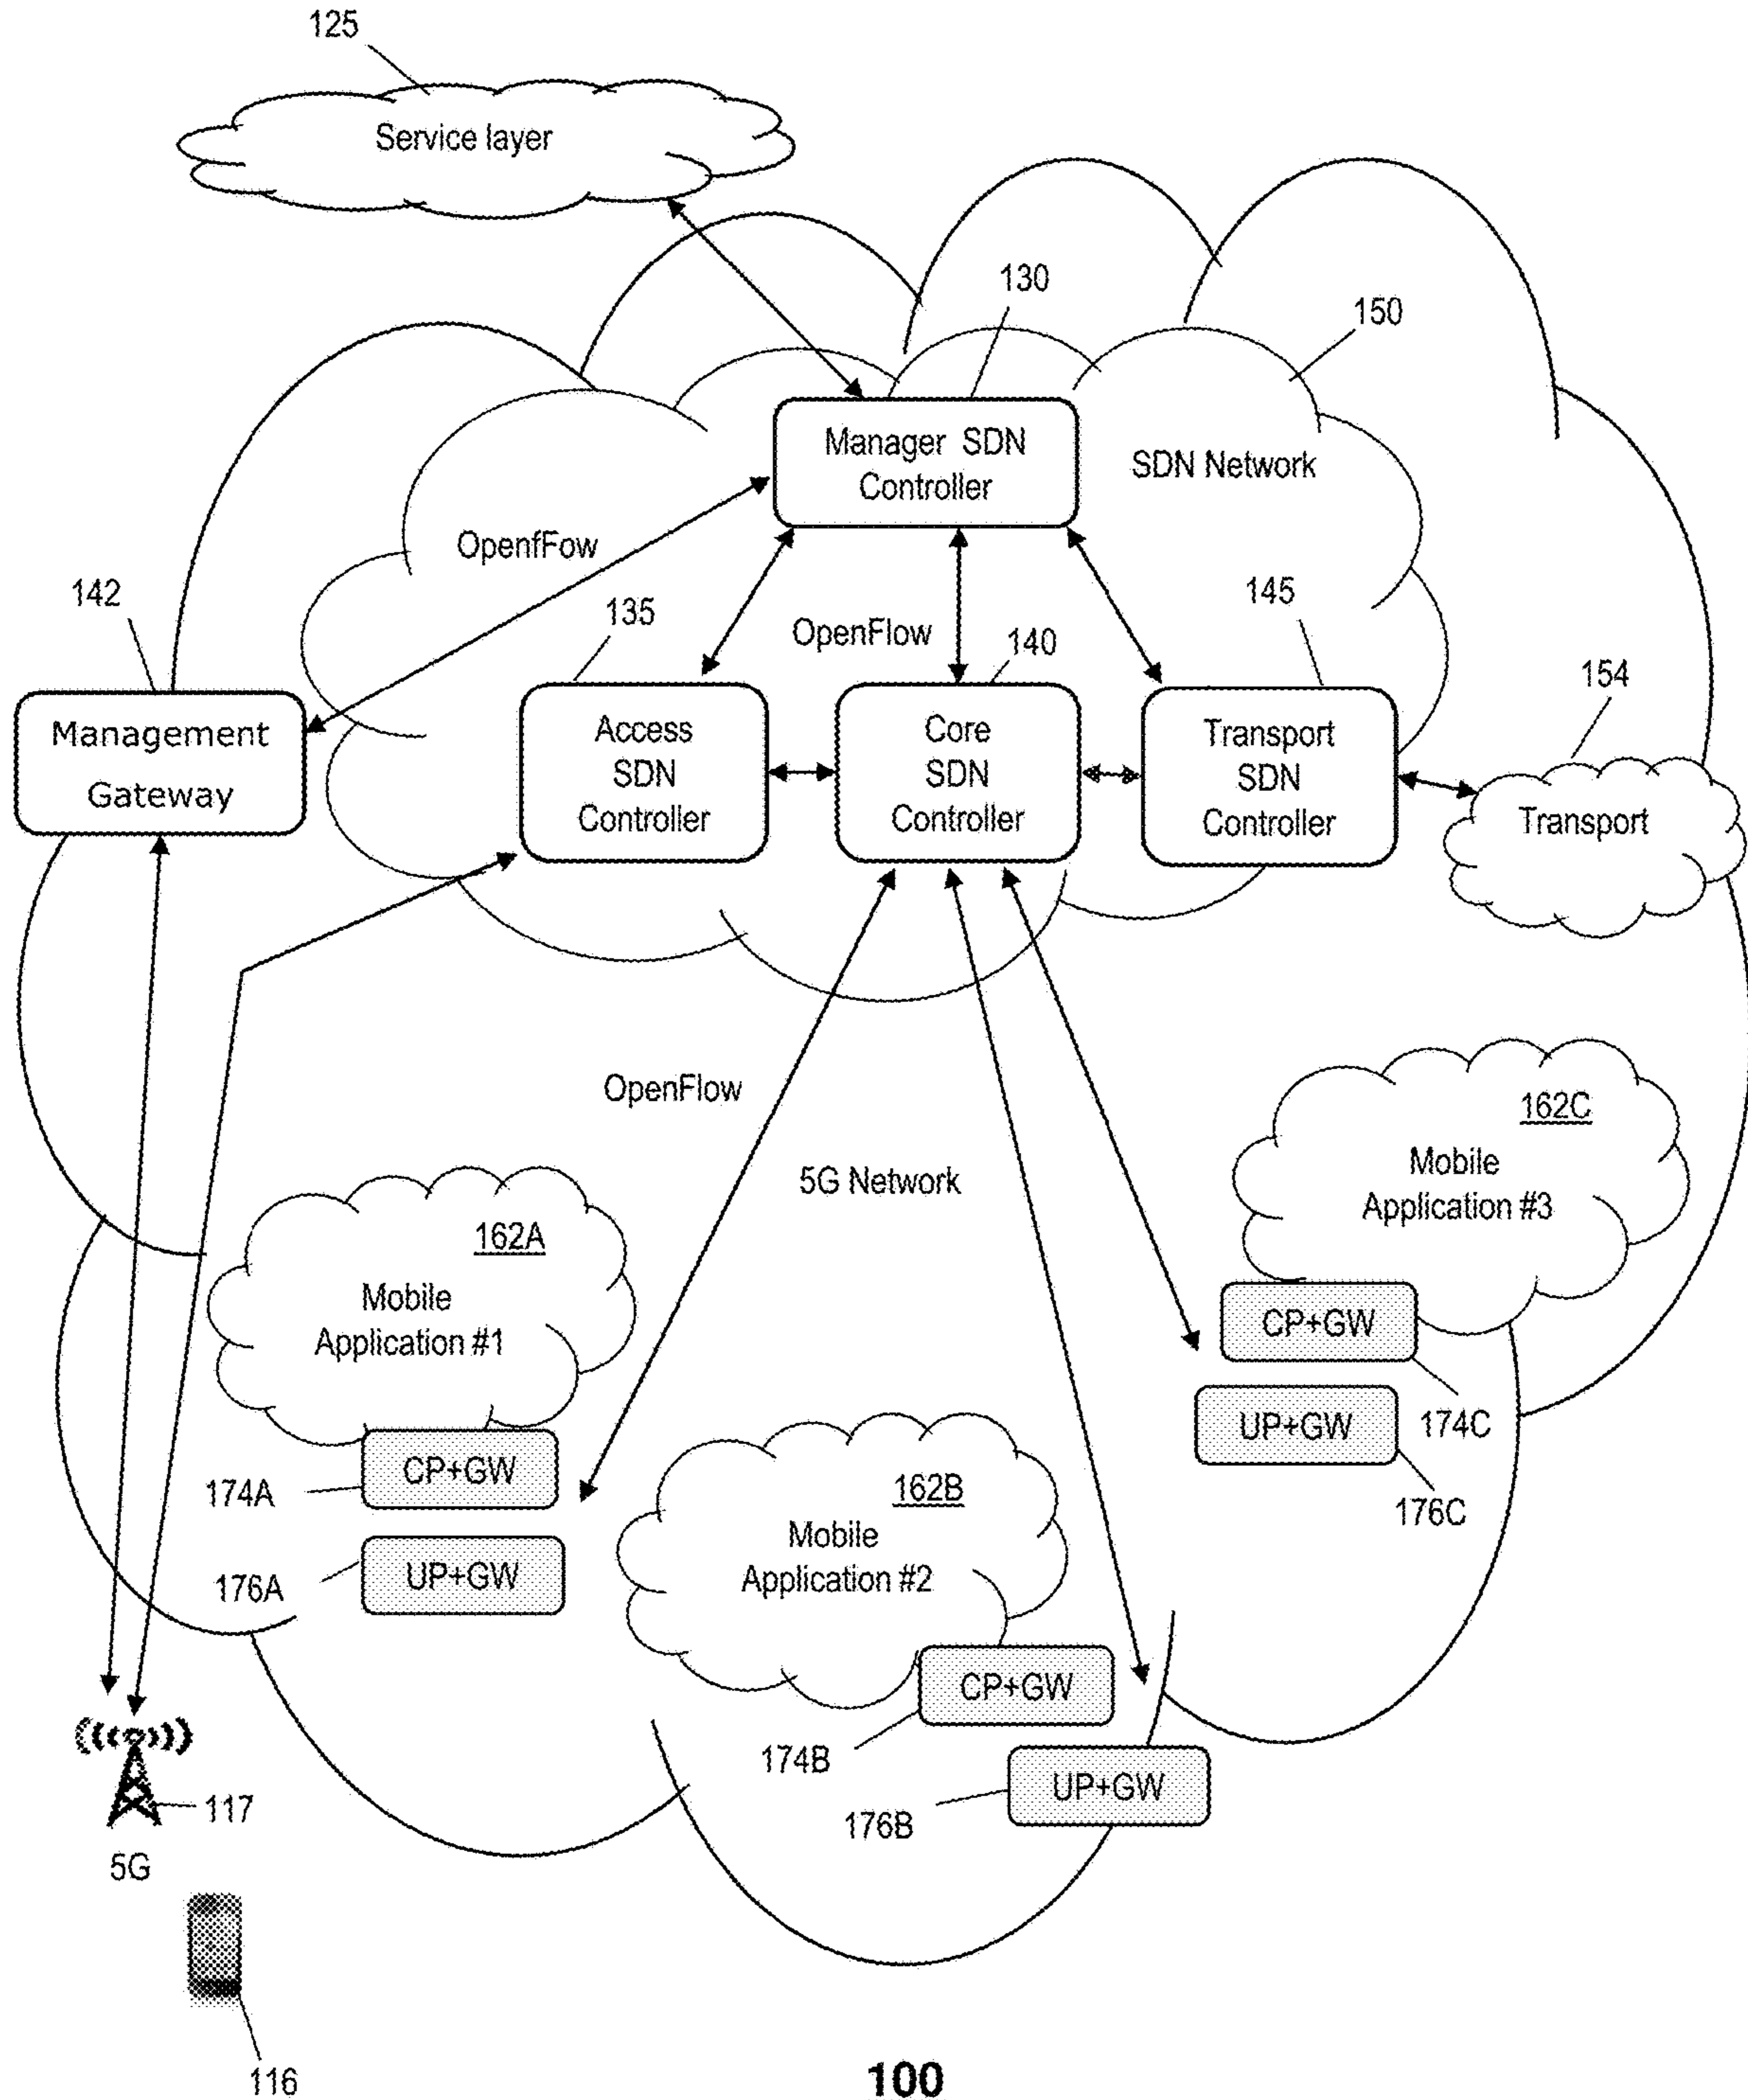 125
Service layer
130
150
Manager SDN
Controller
SDN Network
OpenfFow
142
135
OpenFlow
140
145
154
Management
Gateway
Access
SDN
Controller
Core
SDN
Controller
Transport
SDN
Controller
Transport
OpenFlow
5G Network
162C
Mobile
Application #3
162A
Mobile
Application #1
CP+GW
174C
UP+GW
176C
CP+GW
174A
UP+GW
176A
162B
Mobile
Application #2
CP+GW
174B
UP+GW
176B
117
5G
116
100